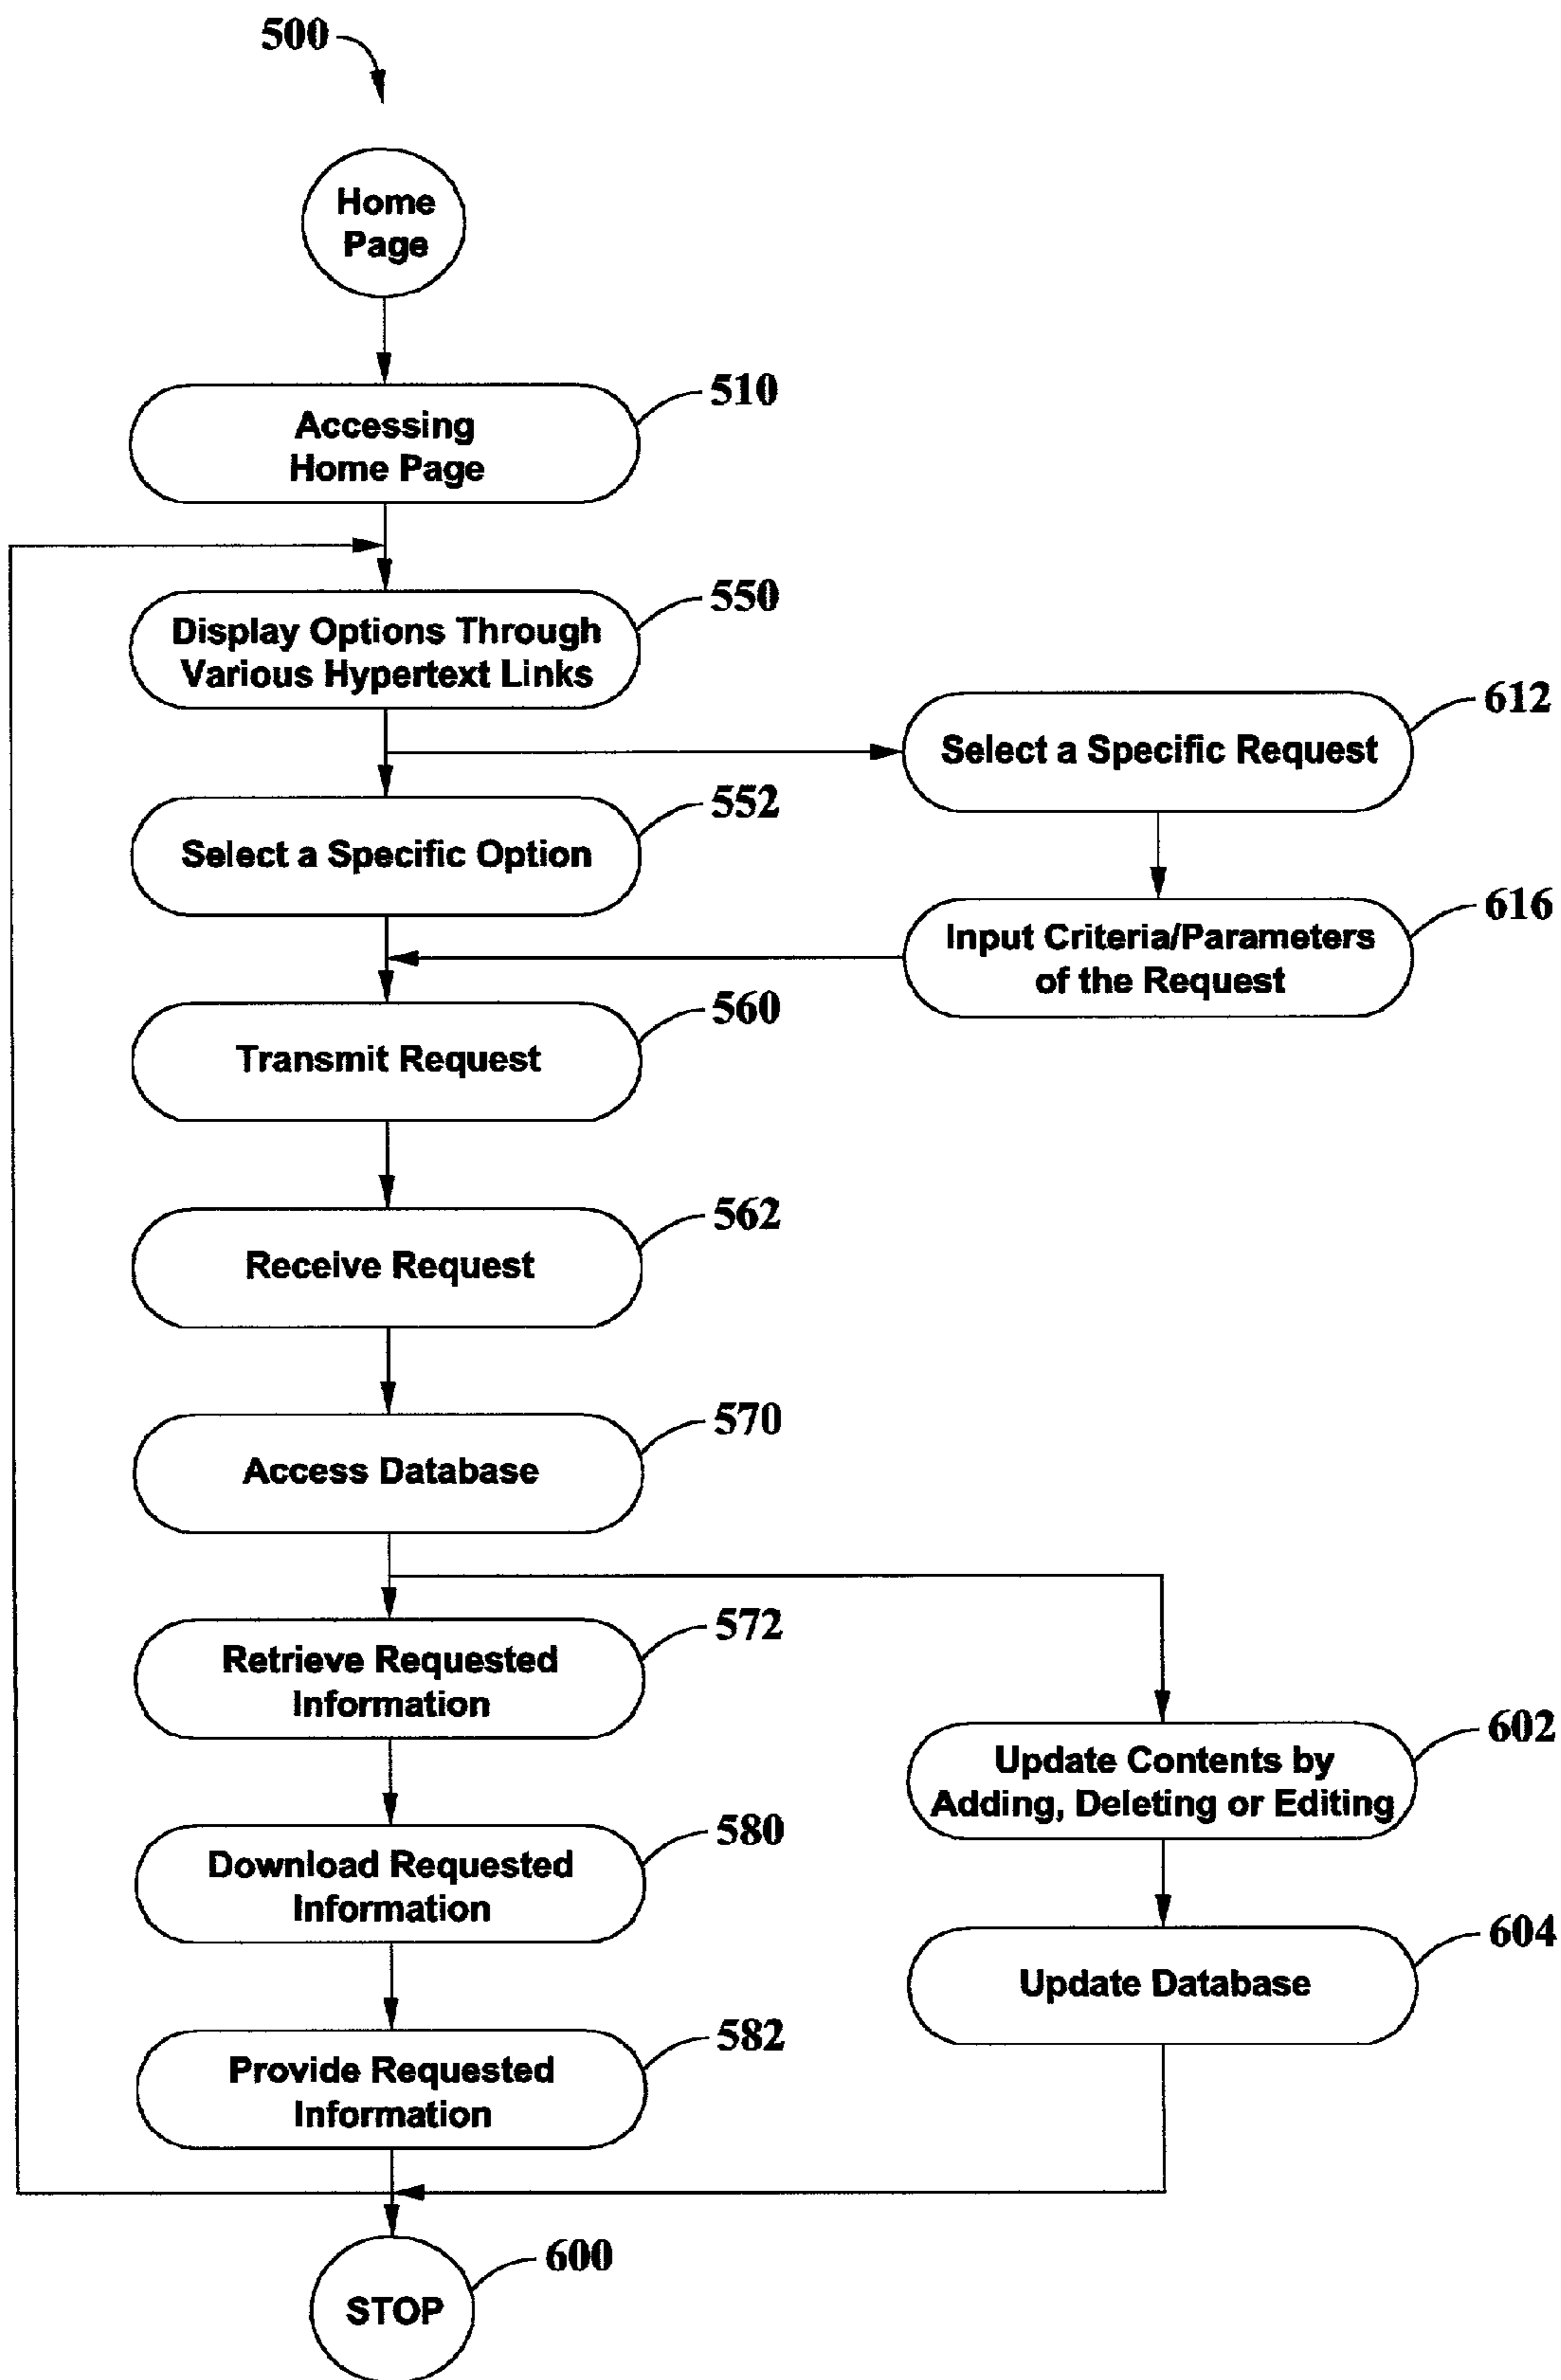 500
Home
Page
510
Accessing
Home Page
550
Display Options Through
Various Hypertext Links
612
Select a Specific Request
552
Select a Specific Option
616
Input Criteria/Parameters
of the Request
560
Transmit Request
562
Receive Request
570
Access Database
572
Retrieve Requested
Information
602
Update Contents by
Adding, Deleting or Editing
580
Download Requested
Information
604
Update Database
582
Provide Requested
Information
600
STOP